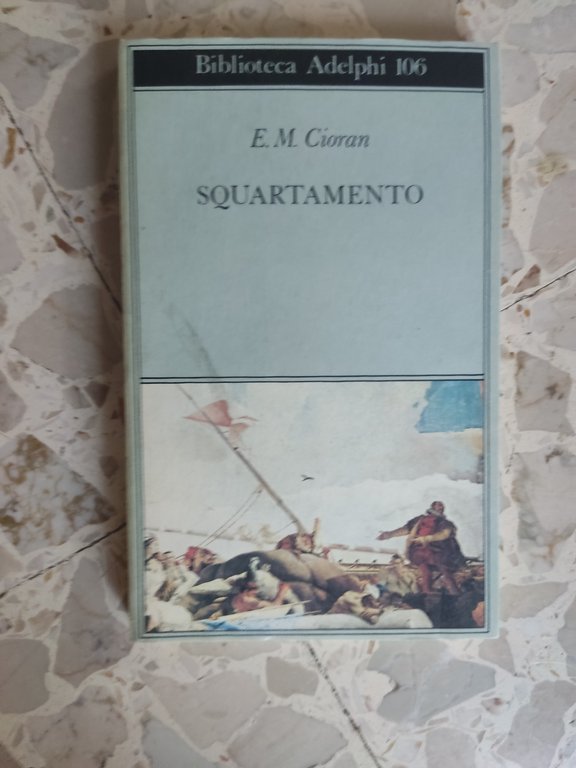 Biblioteca Adelphi 106
E. M. Cioran
SQUARTAMENTO